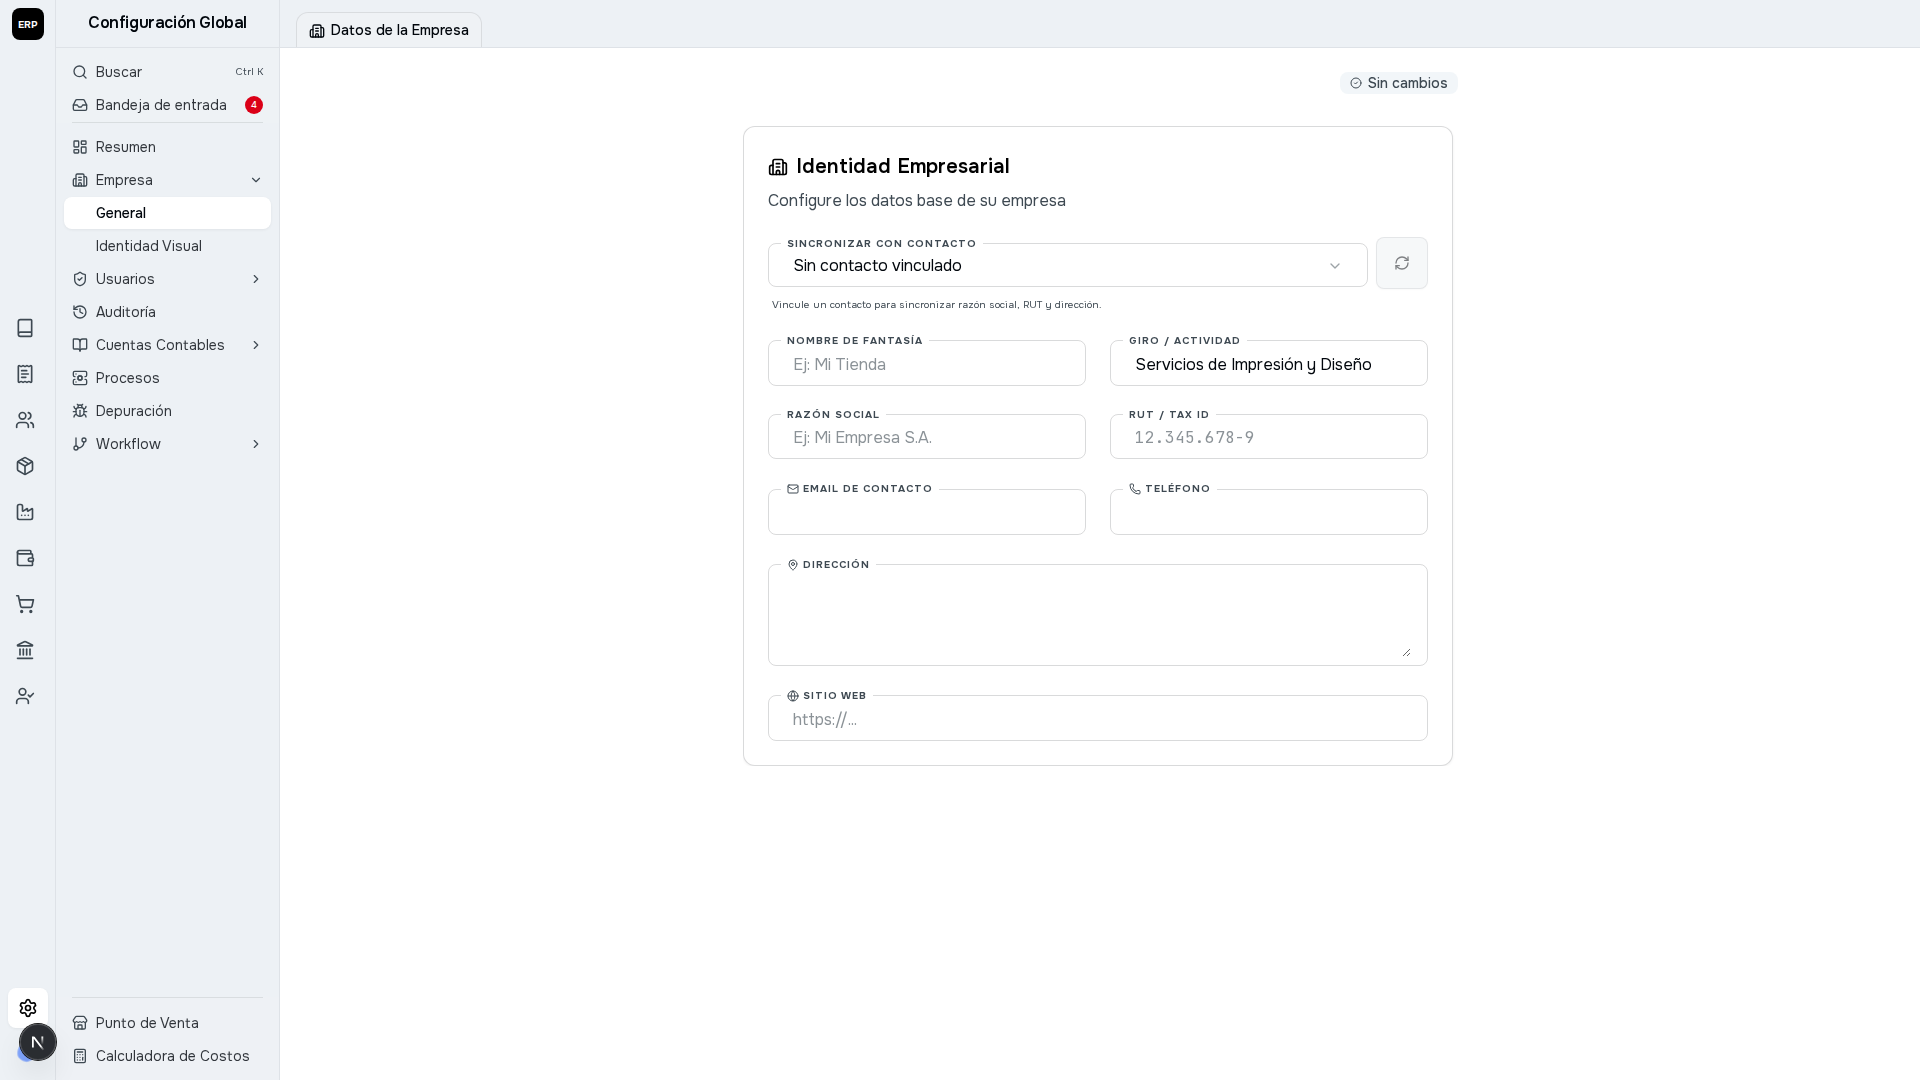 ERP
Configuración Global
Datos de la Empresa
Buscar
Ctrl K
Bandeja de entrada
4
Resumen
Empresa
General
Identidad Visual
Usuarios
Auditoría
Cuentas Contables
Procesos
Depuración
Workflow
Punto de Venta
Calculadora de Costos
N
Sin cambios
Identidad Empresarial
Configure los datos base de su empresa
SINCRONIZAR CON CONTACTO
Sin contacto vinculado
Vincule un contacto para sincronizar razón social, RUT y dirección.
NOMBRE DE FANTASÍA
Ej: Mi Tienda
GIRO / ACTIVIDAD
Servicios de Impresión y Diseño
RAZÓN SOCIAL
Ej: Mi Empresa S.A.
RUT / TAX ID
12.345.678-9
EMAIL DE CONTACTO
TELÉFONO
DIRECCIÓN
SITIO WEB
https://...